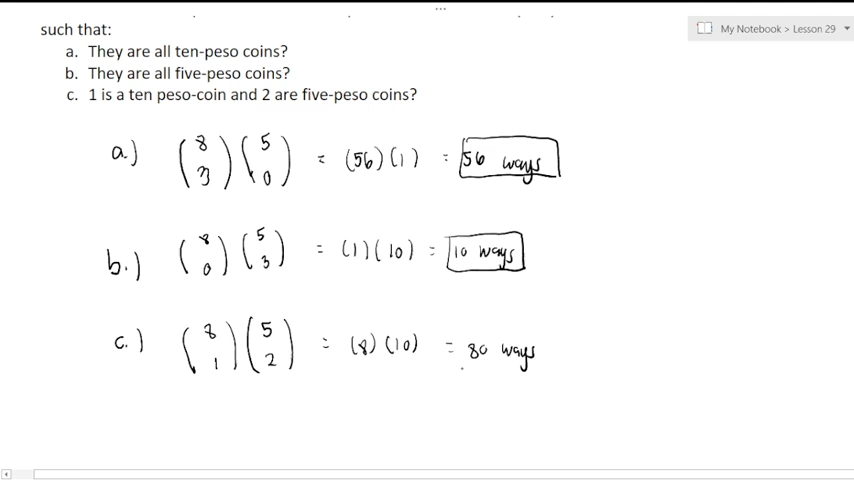 such that:
My Notebook > Lesson 29
a. They are all ten-peso coins?
b. They are all five-peso coins?
c. 1 is a ten peso-coin and 2 are five-peso coins?
a.) (8 3) (5 0) = (56) (1) = 56 ways
b.) (8 0) (5 3) = (1) (10) = 10 ways
c.) (8 1) (5 2) = (8) (10) = 80 ways